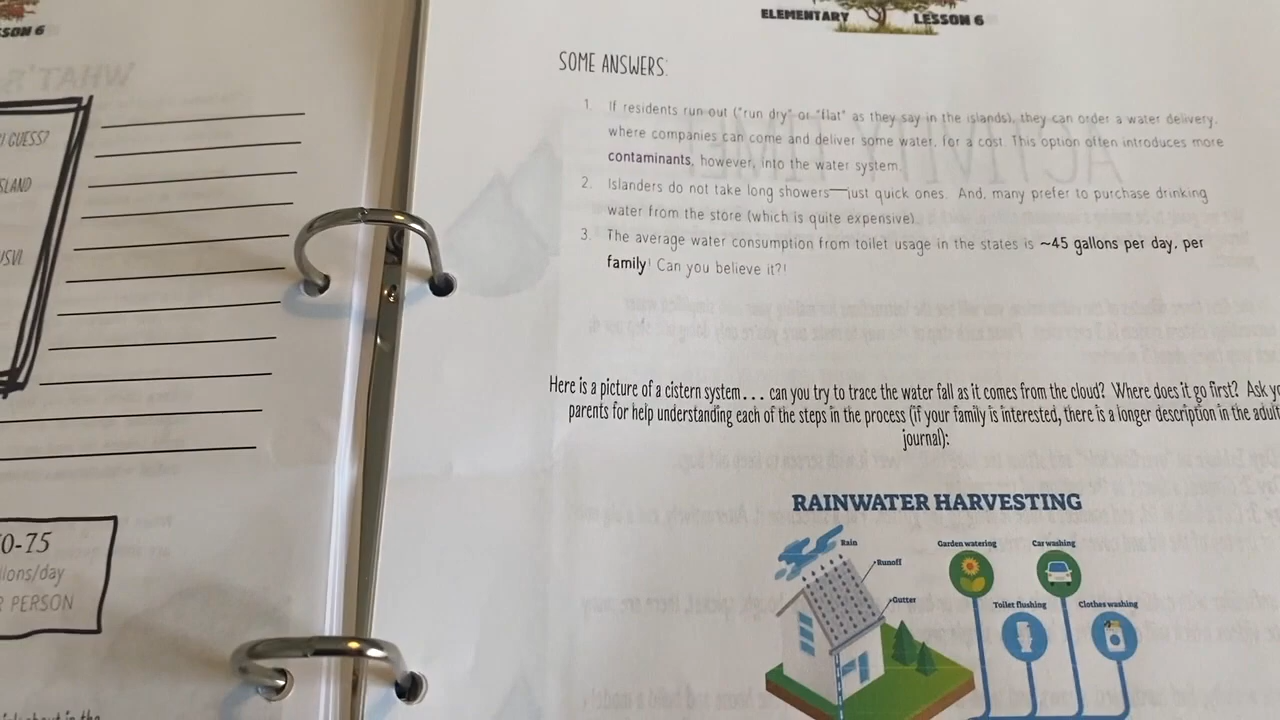 SSON 6
U GUESS?
SLAND
USVI.
0-75
llons/day
R PERSON
ELEMENTARY LESSON 6
SOME ANSWERS:
1. If residents run out ("run dry" or "flat" as they say in the islands), they can order a water delivery,
where companies can come and deliver some water, for a cost. This option often introduces more
contaminants, however, into the water system.
2. Islanders do not take long showers—just quick ones. And, many prefer to purchase drinking
water from the store (which is quite expensive).
3. The average water consumption from toilet usage in the states is ~45 gallons per day, per
family! Can you believe it?!
Here is a picture of a cistern system... can you try to trace the water fall as it comes from the cloud? Where does it go first? Ask yo
parents for help understanding each of the steps in the process (if your family is interested, there is a longer description in the adul
journal):
RAINWATER HARVESTING
Rain
Runoff
Gutter
Garden watering
Car washing
Toilet flushing
Clothes washing